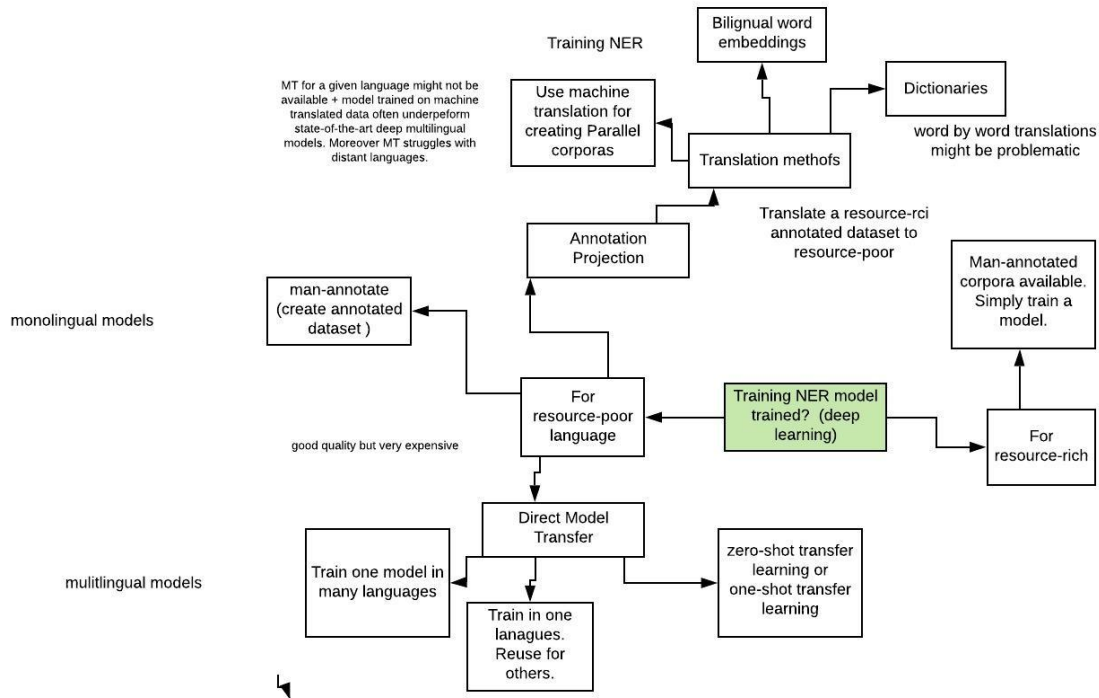 Training NER
Bilignual word
embeddings
MT for a given language might not be
available + model trained on machine
translated data often underpeform
state-of-the-art deep multilingual
models. Moreover MT struggles with
distant languages.
Use machine
translation for
creating Parallel
corporas
Dictionaries
word by word translations
might be problematic
Translation methofs
Annotation
Projection
Translate a resource-rci
annotated dataset to
resource-poor
Man-annotated
corpora available.
Simply train a
model.
monolingual models
man-annotate
(create annotated
dataset )
For
resource-poor
language
Training NER model
trained? (deep
learning)
For
resource-rich
good quality but very expensive
Direct Model
Transfer
mulitlingual models
Train one model in
many languages
Train in one
lanagues.
Reuse for
others.
zero-shot transfer
learning or
one-shot transfer
learning